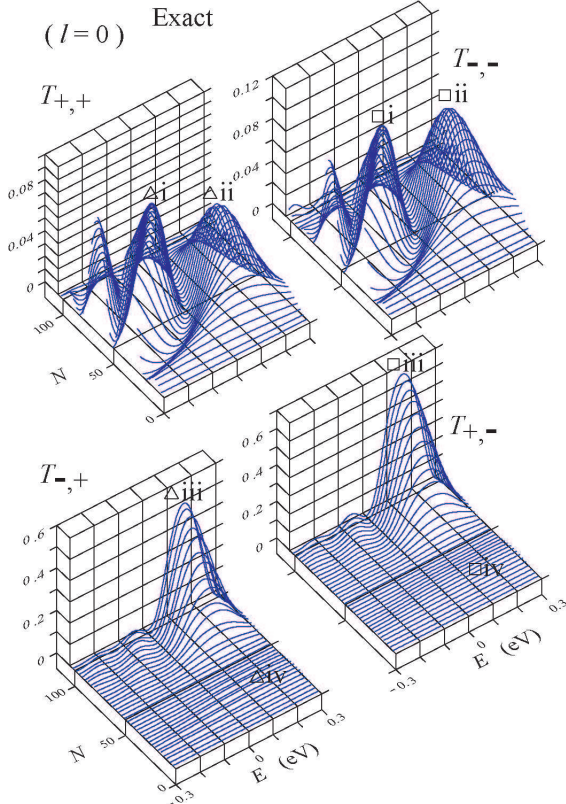 Exact
( l = 0 )
T+,+
0.08
0.04
0
△i
△ii
100
50
0
N
T-,-
0.12
0.08
0.04
0
□i
□ii
T-,+
0.6
0.4
0.2
0
△iii
△iv
100
50
0
N
-0.3
0
0.3
E (eV)
T+,-
0.6
0.4
0.2
0
□iii
□iv
-0.3
0
0.3
E (eV)